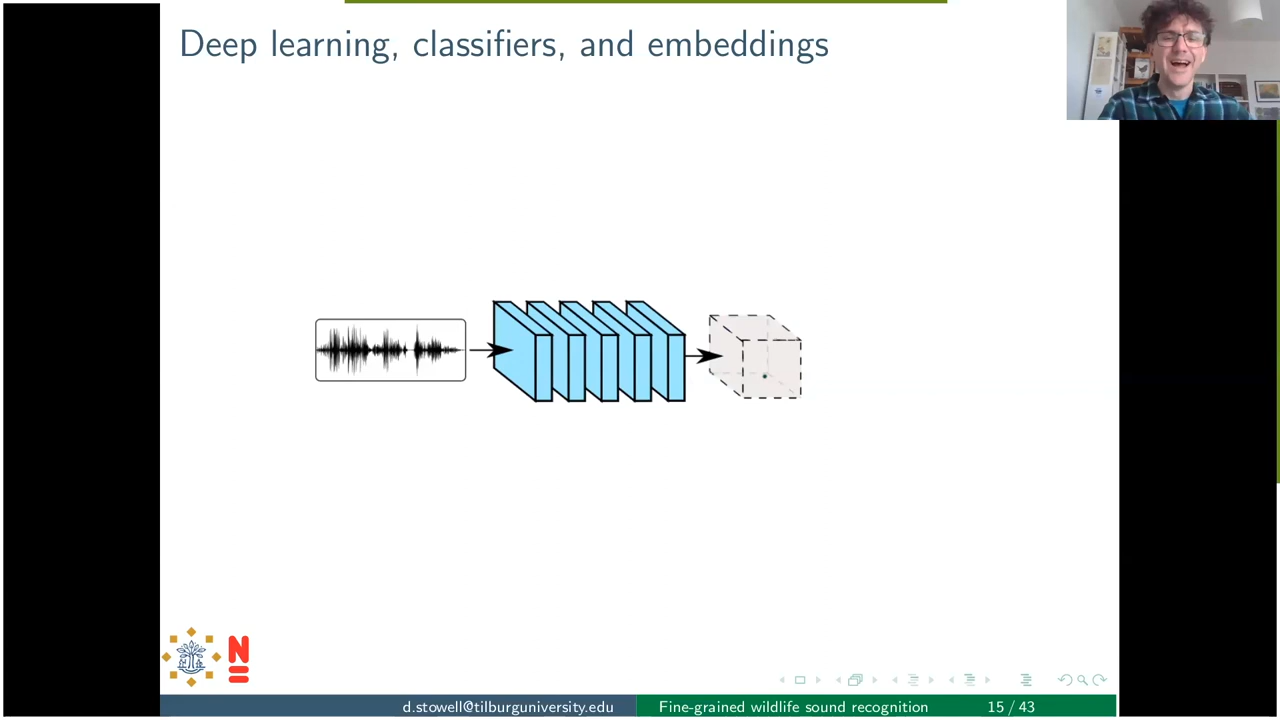 Deep learning, classifiers, and embeddings
N
d.stowell@tilburguniversity.edu Fine-grained wildlife sound recognition 15 / 43